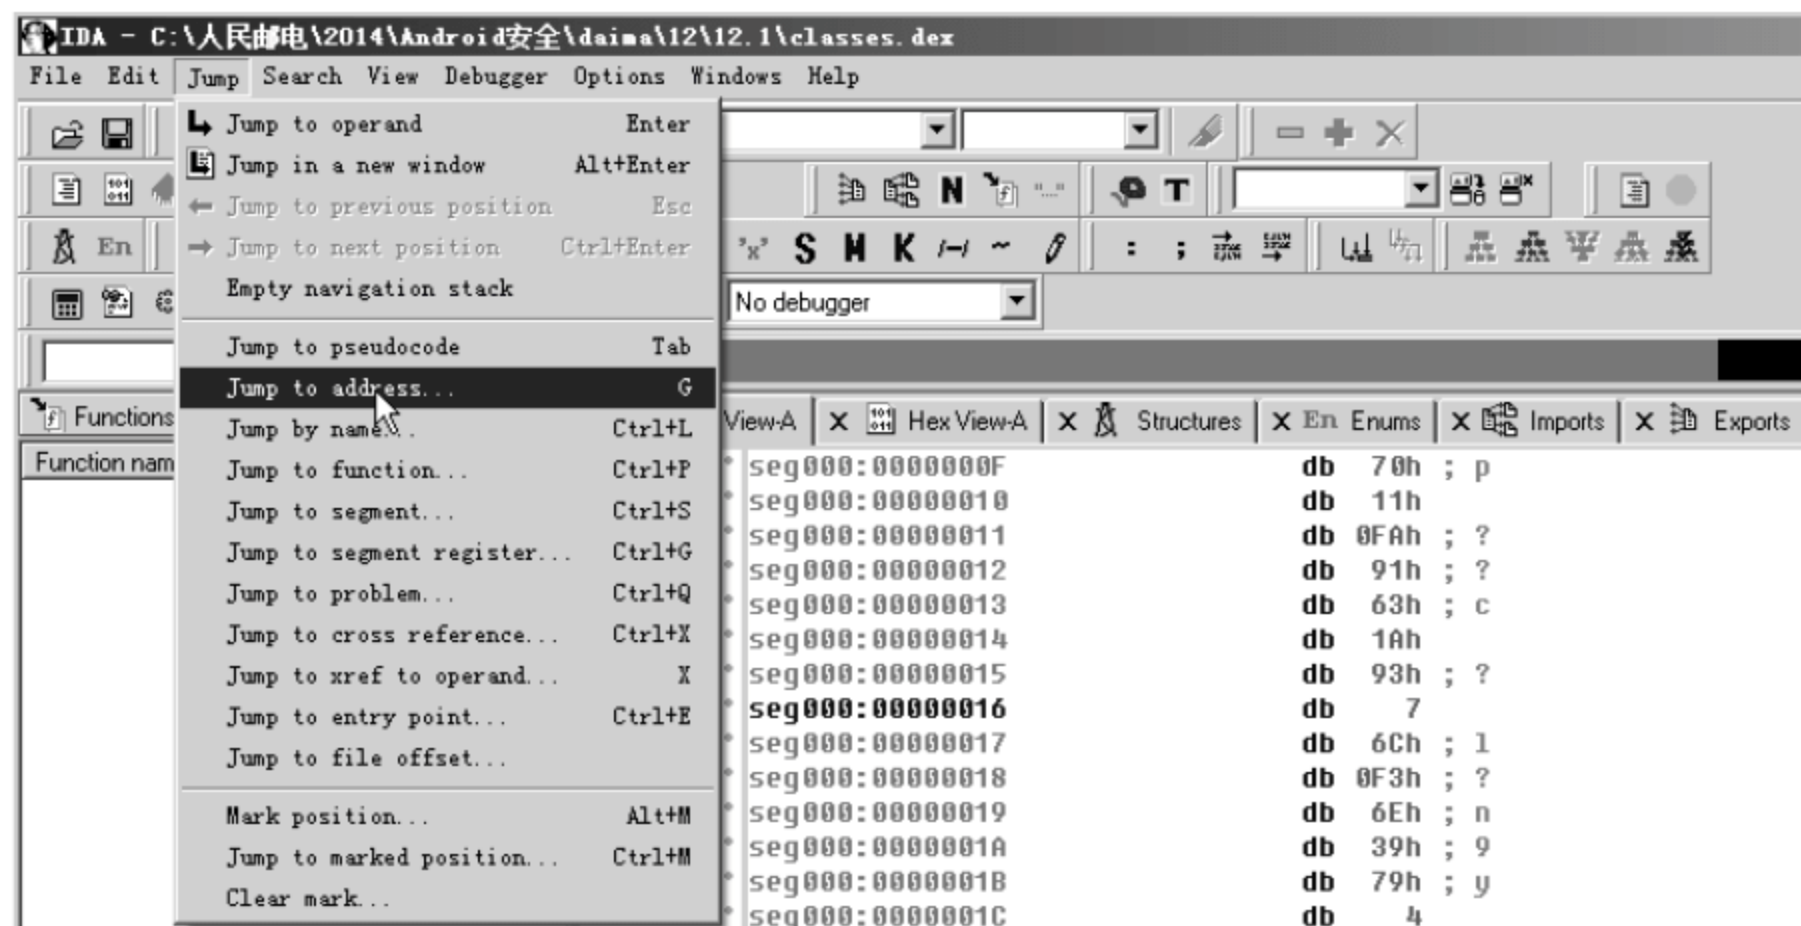 IDA - C:\人民邮电\2014\Android安全\daima\12\12.1\classes.dex
File Edit Jump Search View Debugger Options Windows Help
Jump to operand Enter
Jump in a new window Alt+Enter
Jump to previous position Esc
Jump to next position Ctrl+Enter
Empty navigation stack
Jump to pseudocode Tab
Jump to address... G
Jump by name... Ctrl+L
Jump to function... Ctrl+P
Jump to segment... Ctrl+S
Jump to segment register... Ctrl+G
Jump to problem... Ctrl+Q
Jump to cross reference... Ctrl+X
Jump to xref to operand... X
Jump to entry point... Ctrl+E
Jump to file offset...
Mark position... Alt+M
Jump to marked position... Ctrl+M
Clear mark...
N "..." T
En 'x' S M K /-/ ~ : ;
No debugger
Functions View-A Hex View-A Structures En Enums Imports Exports
Function nam
seg000:0000000F db 70h ; p
seg000:00000010 db 11h
seg000:00000011 db 0FAh ; ?
seg000:00000012 db 91h ; ?
seg000:00000013 db 63h ; c
seg000:00000014 db 1Ah
seg000:00000015 db 93h ; ?
seg000:00000016 db 7
seg000:00000017 db 6Ch ; l
seg000:00000018 db 0F3h ; ?
seg000:00000019 db 6Eh ; n
seg000:0000001A db 39h ; 9
seg000:0000001B db 79h ; y
seg000:0000001C db 4